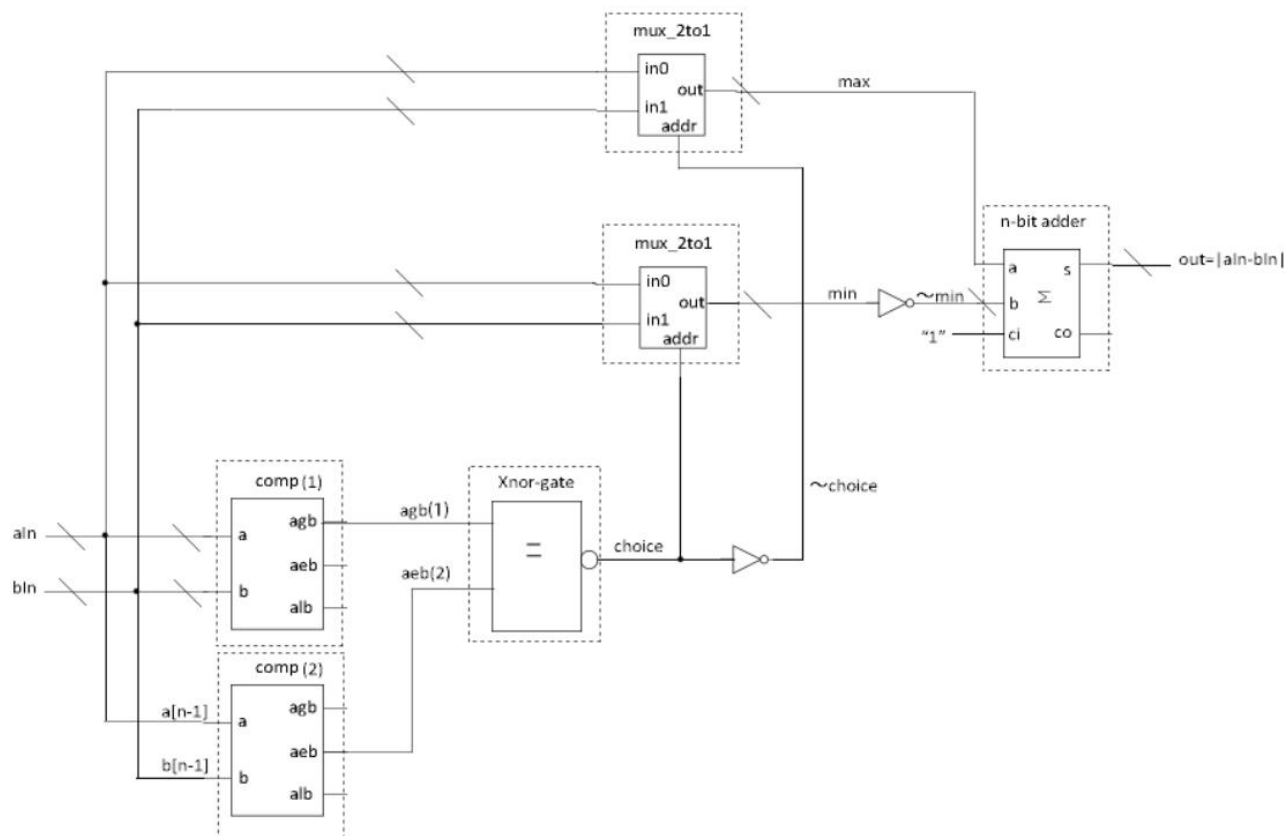 mux_2to1
in0
in1
out
addr
max
mux_2to1
in0
in1
out
addr
min
～min
n-bit adder
a
b
ci
s
co
Σ
"1"
out=|aIn-bIn|
～choice
comp (1)
a
b
agb
aeb
alb
aIn
bIn
agb(1)
aeb(2)
Xnor-gate
=
choice
comp (2)
a[n-1]
b[n-1]
a
b
agb
aeb
alb